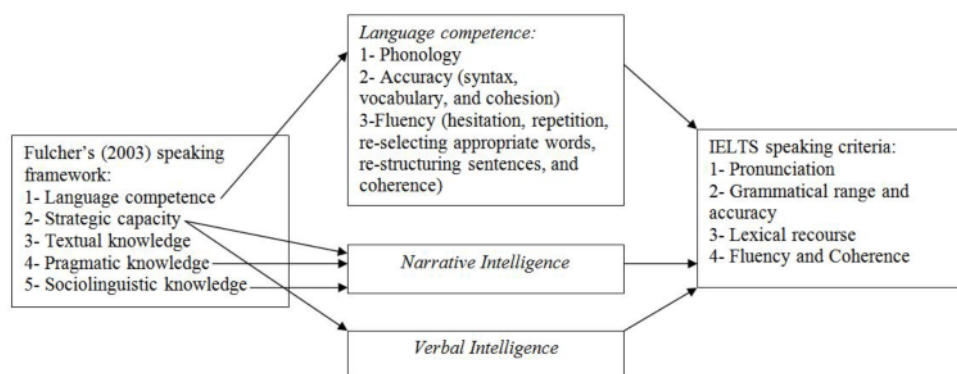 Fulcher's (2003) speaking
framework:
1- Language competence
2- Strategic capacity
3- Textual knowledge
4- Pragmatic knowledge
5- Sociolinguistic knowledge
Language competence:
1- Phonology
2- Accuracy (syntax,
vocabulary, and cohesion)
3-Fluency (hesitation, repetition,
re-selecting appropriate words,
re-structuring sentences, and
coherence)
Narrative Intelligence
Verbal Intelligence
IELTS speaking criteria:
1- Pronunciation
2- Grammatical range and
accuracy
3- Lexical recourse
4- Fluency and Coherence